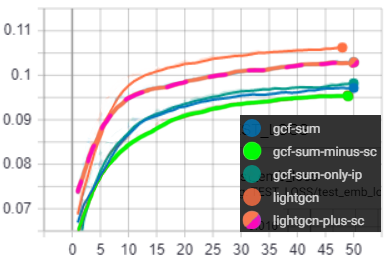 0.11
0.1
0.09
0.08
0.07
0 5 10 15 20 25 30 35 40 45 50
gcf-sum
gcf-sum-minus-sc
gcf-sum-only-ip
lightgcn
lightgcn-plus-sc